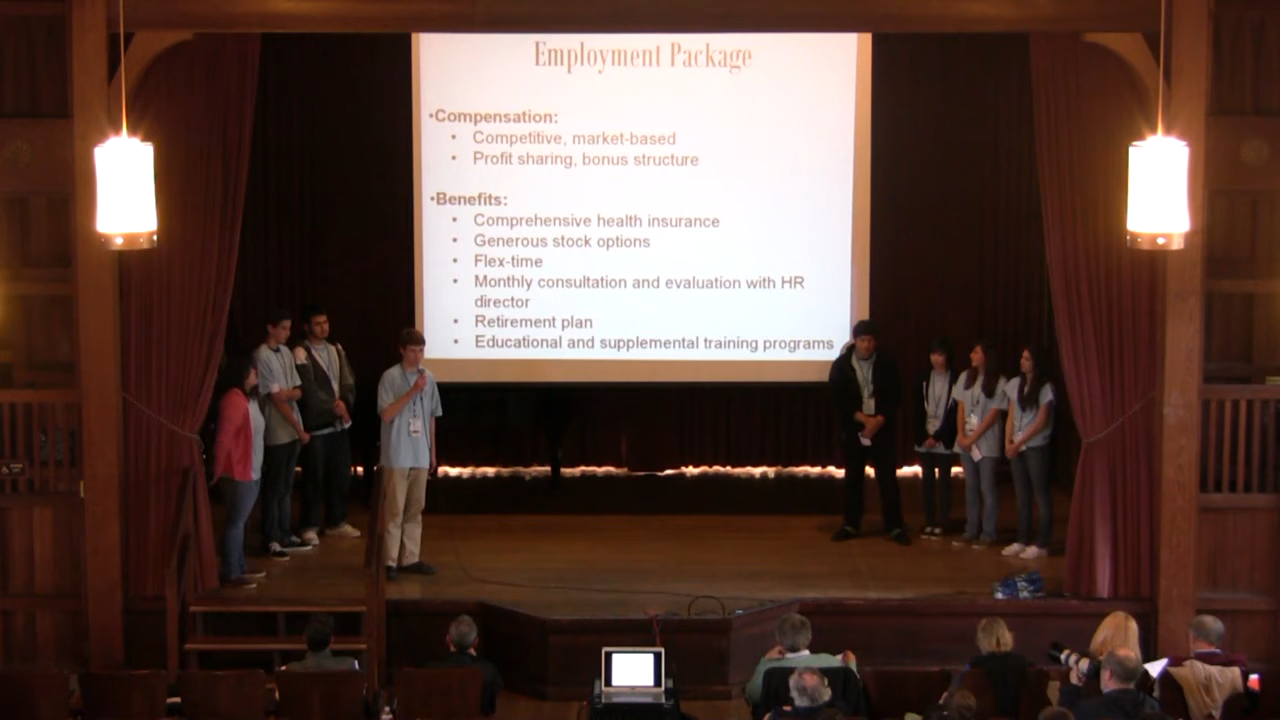 Employment Package
•Compensation:
• Competitive, market-based
• Profit sharing, bonus structure
•Benefits:
• Comprehensive health insurance
• Generous stock options
• Flex-time
• Monthly consultation and evaluation with HR
director
• Retirement plan
• Educational and supplemental training programs